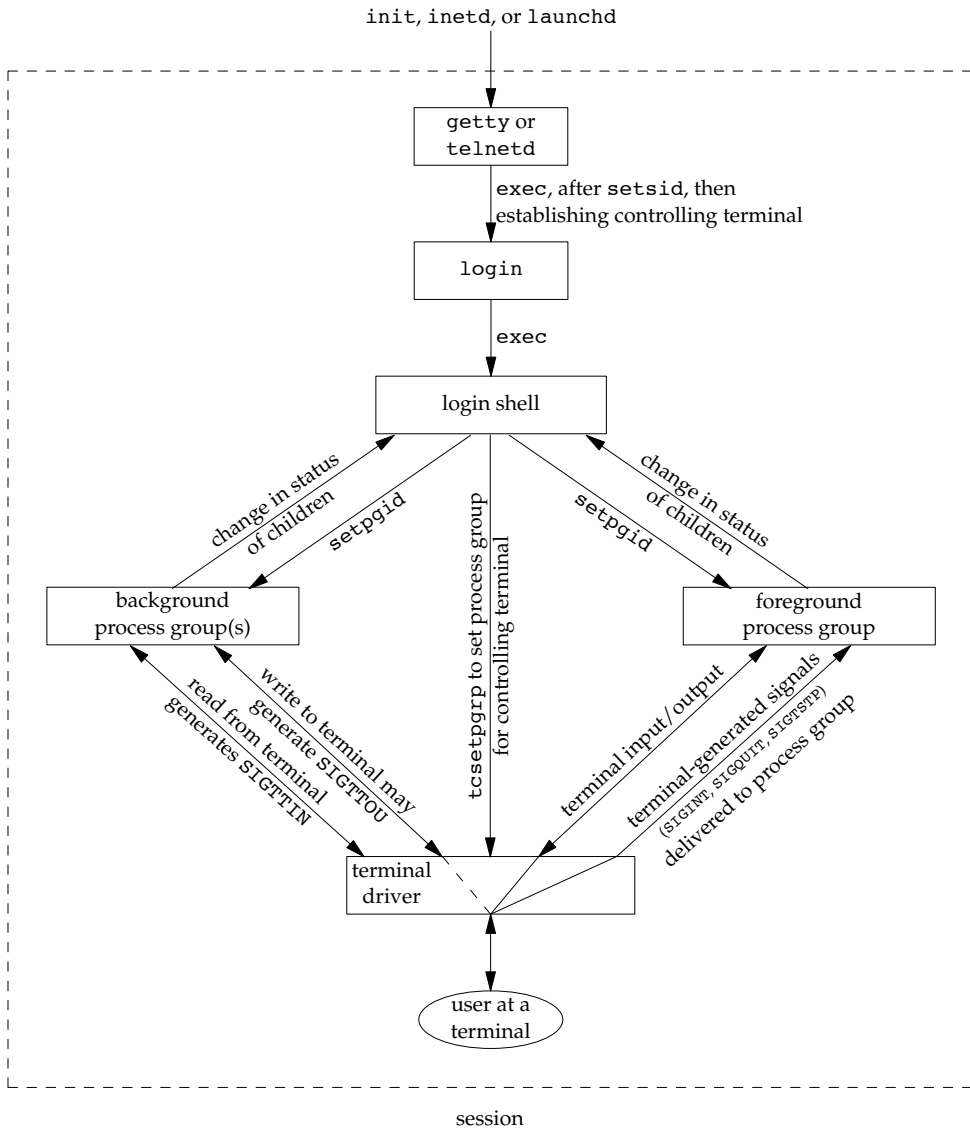 init, inetd, or launchd
getty or
telnetd
exec, after setsid, then
establishing controlling terminal
login
exec
login shell
change in status
of children
setpgid
tcsetpgrp to set process group
for controlling terminal
setpgid
change in status
of children
background
process group(s)
foreground
process group
read from terminal
generates SIGTTIN
write to terminal may
generate SIGTTOU
terminal input/output
terminal-generated signals
(SIGINT, SIGQUIT, SIGTSTP)
delivered to process group
terminal
driver
user at a
terminal
session